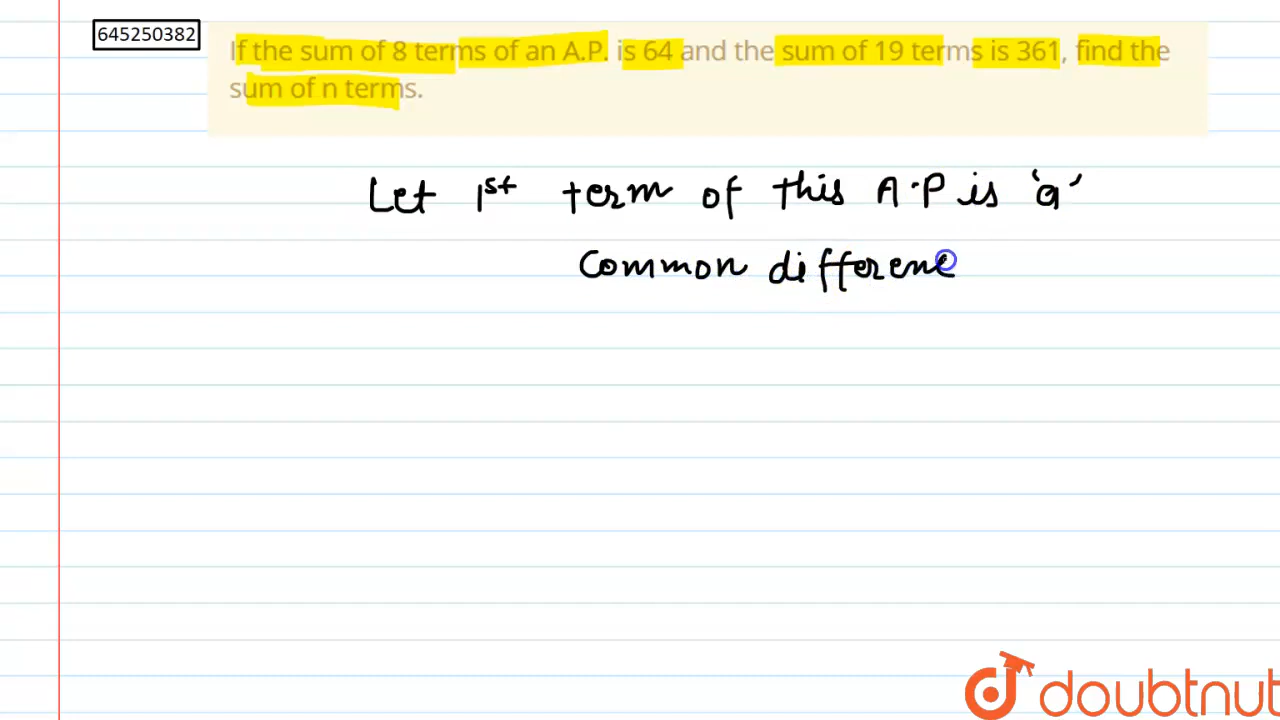 645250382
If the sum of 8 terms of an A.P. is 64 and the sum of 19 terms is 361, find the
sum of n terms.
Let 1st term of this A.P is 'a'
Common differenc
doubtnut